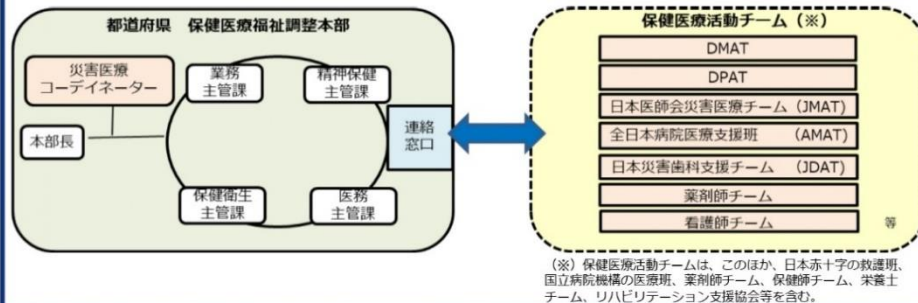 都道府県　保健医療福祉調整本部
災害医療
コーデイネーター
本部長
業務
主管課
精神保健
主管課
保健衛生
主管課
医務
主管課
連絡
窓口
保健医療活動チーム（※）
DMAT
DPAT
日本医師会災害医療チーム（JMAT)
全日本病院医療支援班　（AMAT)
日本災害歯科支援チーム　（JDAT)
薬剤師チーム
看護師チーム
等
（※）保健医療活動チームは、このほか、日本赤十字の救護班、
国立病院機構の医療班、薬剤師チーム、保健師チーム、栄養士
チーム、リハビリテーション支援協会等を含む。